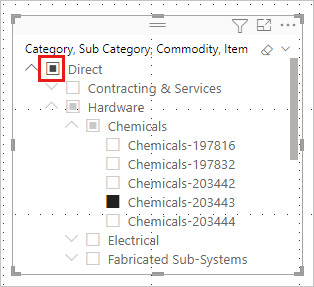 Category, Sub Category, Commodity, Item
Direct
Contracting & Services
Hardware
Chemicals
Chemicals-197816
Chemicals-197832
Chemicals-203442
Chemicals-203443
Chemicals-203444
Electrical
Fabricated Sub-Systems